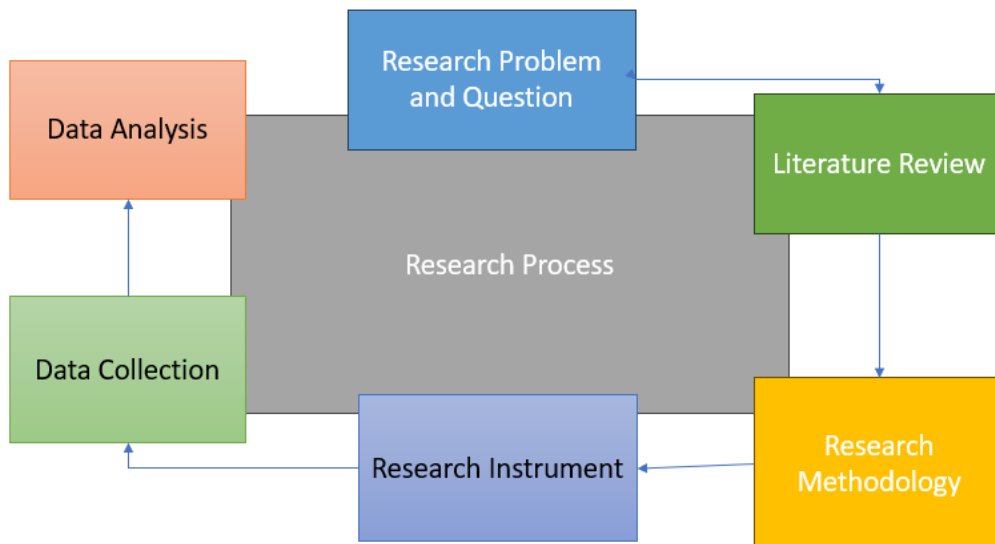 Research Problem
and Question
Data Analysis
Literature Review
Research Process
Data Collection
Research Instrument
Research
Methodology